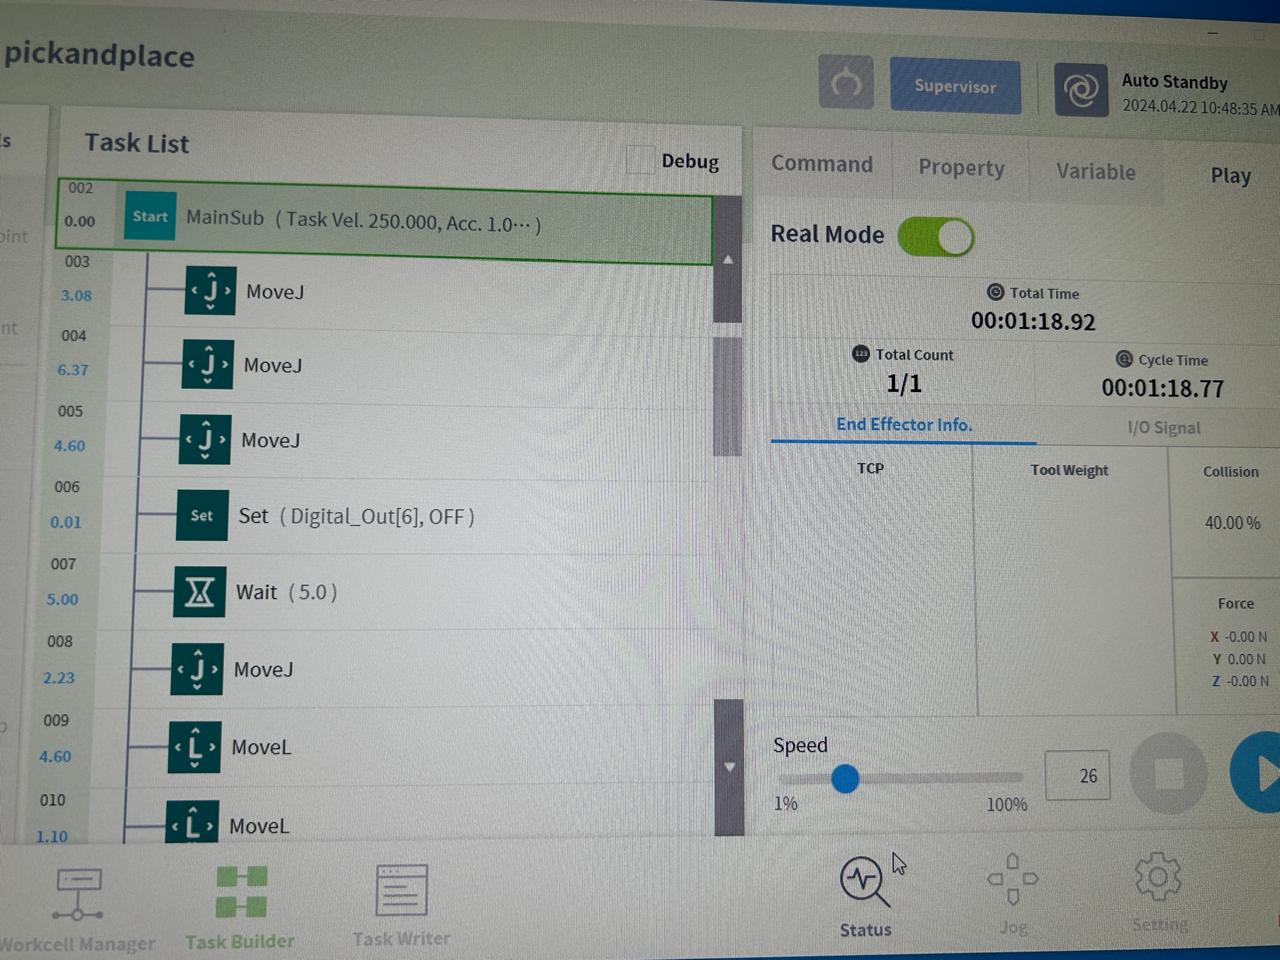 pickandplace
Supervisor
Auto Standby
2024.04.22 10:48:35 AM
Task List
Debug
Command
Property
Variable
Play
002
0.00
Start
MainSub ( Task Vel. 250.000, Acc. 1.0··· )
003
3.08
J
MoveJ
004
6.37
J
MoveJ
005
4.60
J
MoveJ
006
0.01
Set
Set ( Digital_Out[6], OFF )
007
5.00
Wait ( 5.0 )
008
2.23
J
MoveJ
009
4.60
L
MoveL
010
1.10
L
MoveL
Real Mode
Total Time
00:01:18.92
123 Total Count
1/1
Cycle Time
00:01:18.77
End Effector Info.
I/O Signal
TCP
Tool Weight
Collision
40.00 %
Force
X -0.00 N
Y 0.00 N
Z -0.00 N
Speed
1%
100%
26
Workcell Manager
Task Builder
Task Writer
Status
Jog
Setting